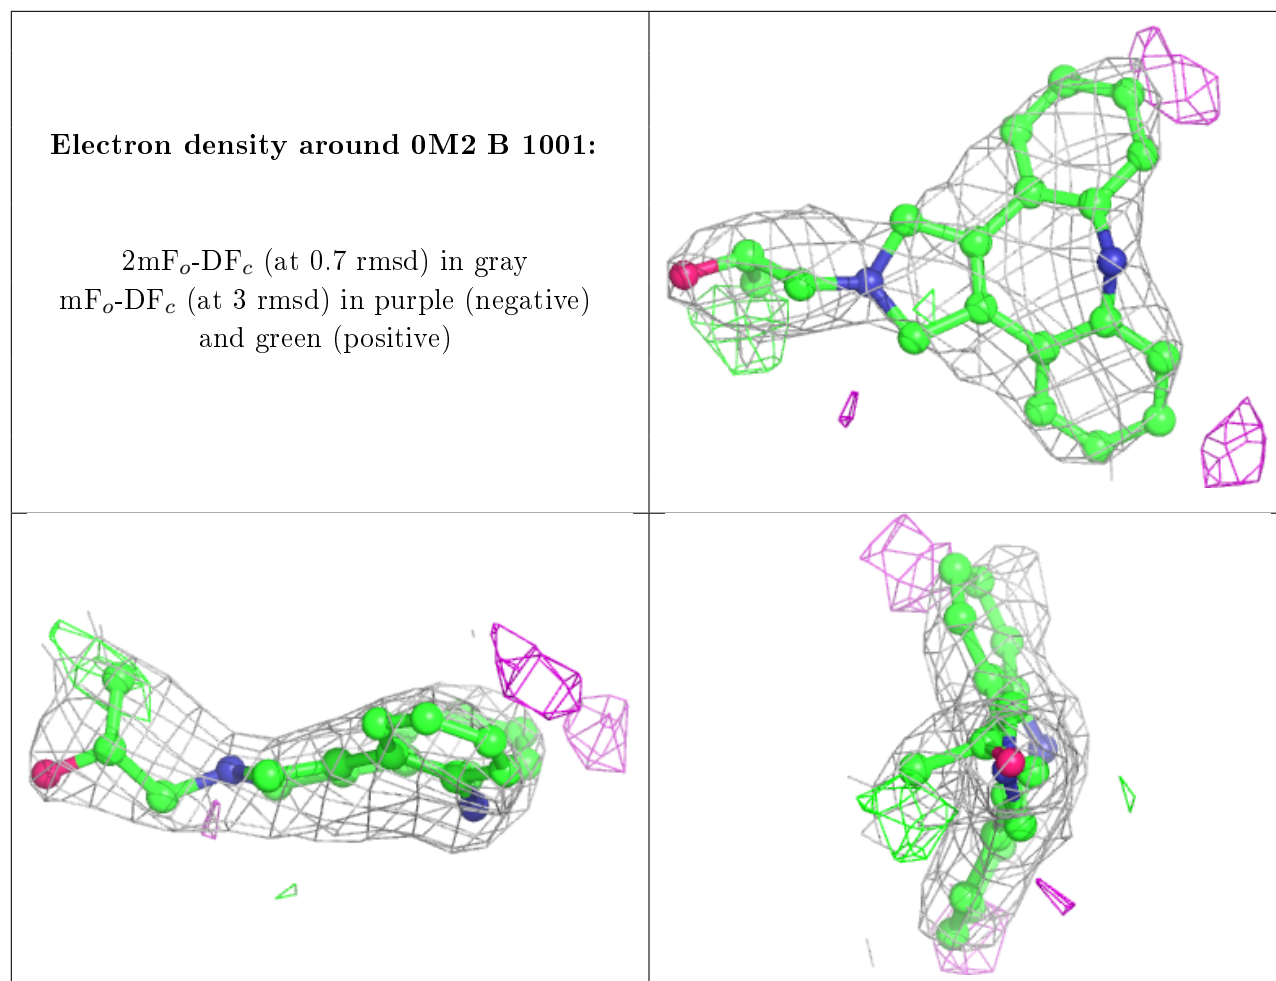 Electron density around 0M2 B 1001:
2mFo-DFc (at 0.7 rmsd) in gray
mFo-DFc (at 3 rmsd) in purple (negative)
and green (positive)